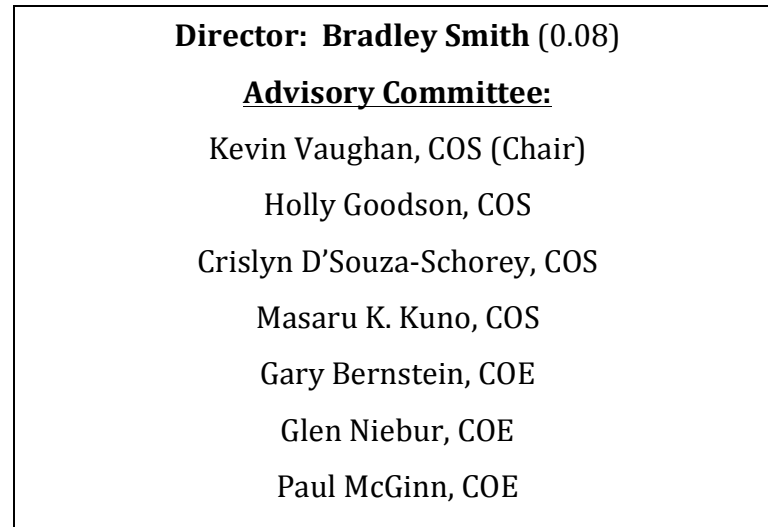 Director: Bradley Smith (0.08)
Advisory Committee:
Kevin Vaughan, COS (Chair)
Holly Goodson, COS
Crislyn D’Souza-Schorey, COS
Masaru K. Kuno, COS
Gary Bernstein, COE
Glen Niebur, COE
Paul McGinn, COE